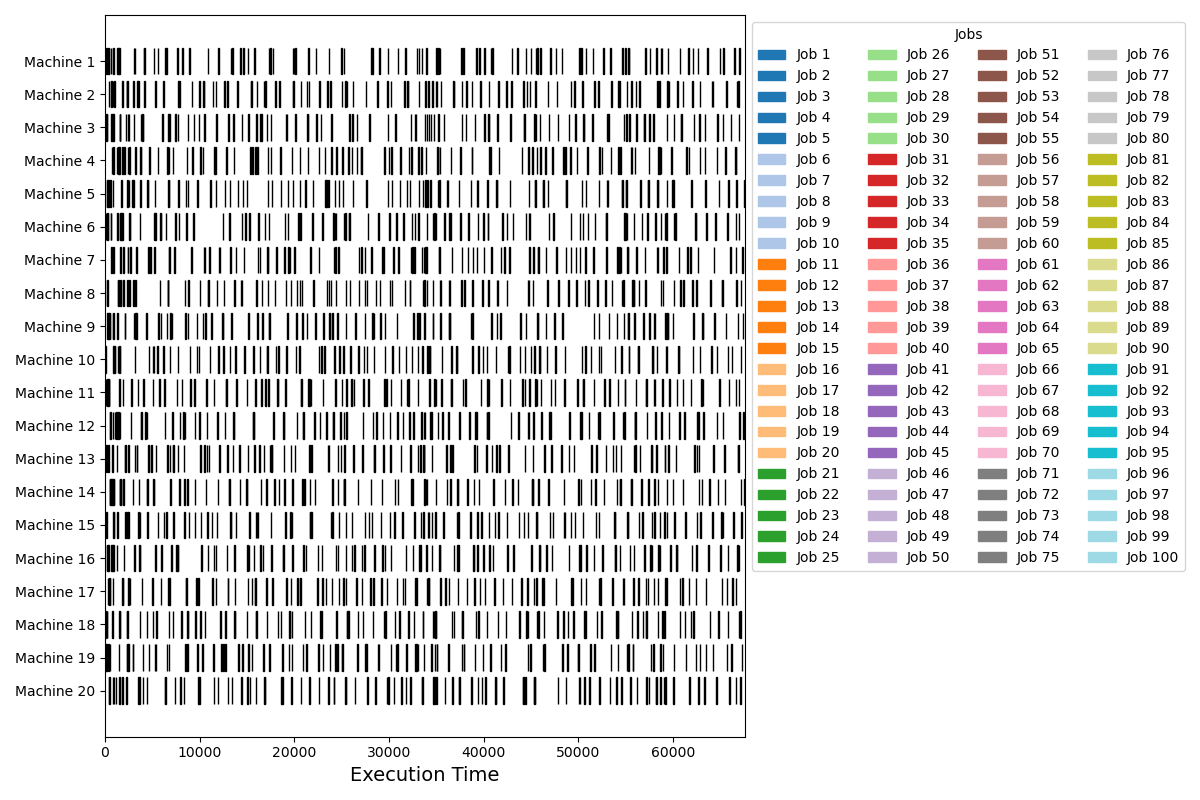 Jobs
Job 1 Job 26 Job 51 Job 76
Job 2 Job 27 Job 52 Job 77
Job 3 Job 28 Job 53 Job 78
Job 4 Job 29 Job 54 Job 79
Job 5 Job 30 Job 55 Job 80
Job 6 Job 31 Job 56 Job 81
Job 7 Job 32 Job 57 Job 82
Job 8 Job 33 Job 58 Job 83
Job 9 Job 34 Job 59 Job 84
Job 10 Job 35 Job 60 Job 85
Job 11 Job 36 Job 61 Job 86
Job 12 Job 37 Job 62 Job 87
Job 13 Job 38 Job 63 Job 88
Job 14 Job 39 Job 64 Job 89
Job 15 Job 40 Job 65 Job 90
Job 16 Job 41 Job 66 Job 91
Job 17 Job 42 Job 67 Job 92
Job 18 Job 43 Job 68 Job 93
Job 19 Job 44 Job 69 Job 94
Job 20 Job 45 Job 70 Job 95
Job 21 Job 46 Job 71 Job 96
Job 22 Job 47 Job 72 Job 97
Job 23 Job 48 Job 73 Job 98
Job 24 Job 49 Job 74 Job 99
Job 25 Job 50 Job 75 Job 100
Machine 1
Machine 2
Machine 3
Machine 4
Machine 5
Machine 6
Machine 7
Machine 8
Machine 9
Machine 10
Machine 11
Machine 12
Machine 13
Machine 14
Machine 15
Machine 16
Machine 17
Machine 18
Machine 19
Machine 20
0 10000 20000 30000 40000 50000 60000
Execution Time